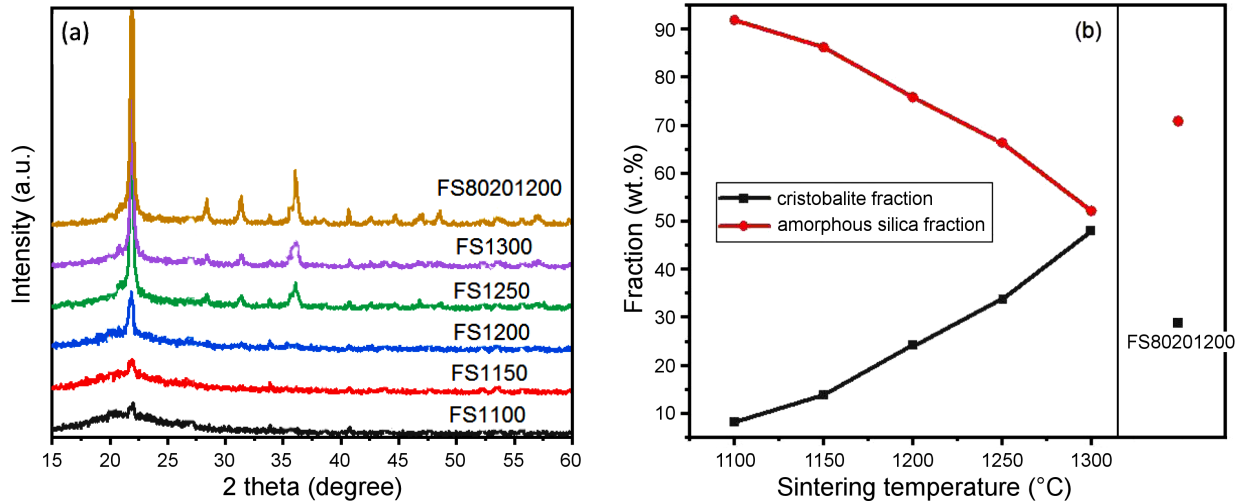 (a)
Intensity (a.u.)
FS80201200
FS1300
FS1250
FS1200
FS1150
FS1100
15 20 25 30 35 40 45 50 55 60
2 theta (degree)
(b)
Fraction (wt.%)
90
80
70
60
50
40
30
20
10
cristobalite fraction
amorphous silica fraction
FS80201200
1100 1150 1200 1250 1300
Sintering temperature (°C)